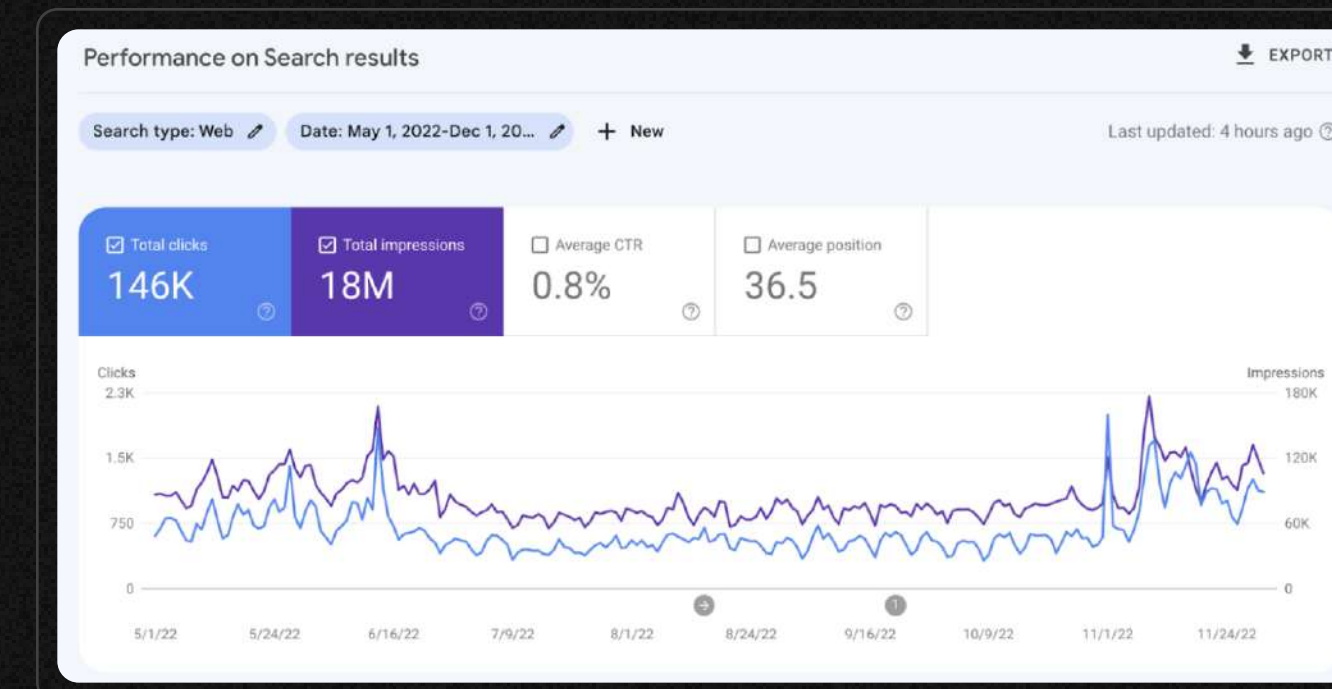 Performance on Search results
EXPORT
Search type: Web
Date: May 1, 2022-Dec 1, 20...
+ New
Last updated: 4 hours ago
Total clicks
146K
Total impressions
18M
Average CTR
0.8%
Average position
36.5
Clicks
Impressions
2.3K
180K
1.5K
120K
750
60K
0
0
1
5/1/22 5/24/22 6/16/22 7/9/22 8/1/22 8/24/22 9/16/22 10/9/22 11/1/22 11/24/22